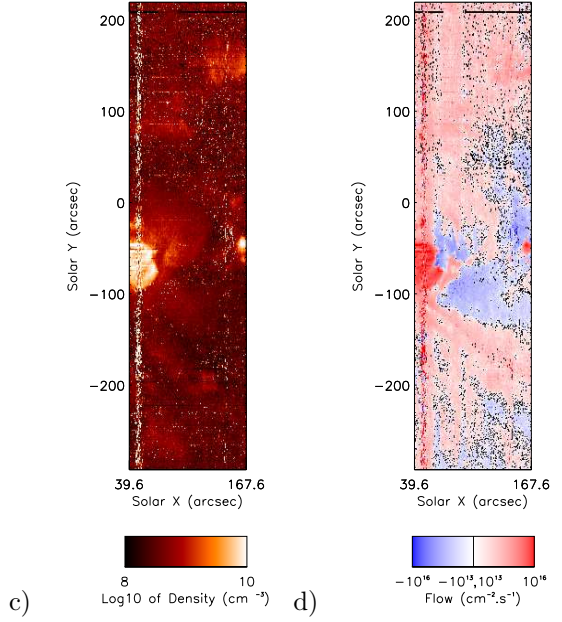 200
100
0
−100
−200
Solar Y (arcsec)
39.6 167.6
Solar X (arcsec)
8 10
Log10 of Density (cm ⁻³)
c)
200
100
0
−100
−200
Solar Y (arcsec)
39.6 167.6
Solar X (arcsec)
−10¹⁶ −10¹³,10¹³ 10¹⁶
Flow (cm⁻².s⁻¹)
d)